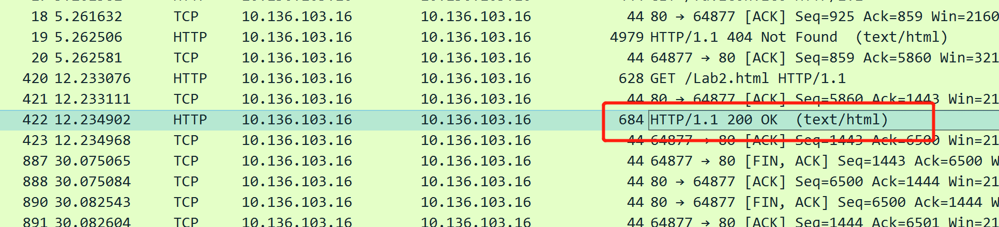 18 5.261632 TCP 10.136.103.16 10.136.103.16 44 80 → 64877 [ACK] Seq=925 Ack=859 Win=2160
19 5.262506 HTTP 10.136.103.16 10.136.103.16 4979 HTTP/1.1 404 Not Found (text/html)
20 5.262581 TCP 10.136.103.16 10.136.103.16 44 64877 → 80 [ACK] Seq=859 Ack=5860 Win=321
420 12.233076 HTTP 10.136.103.16 10.136.103.16 628 GET /Lab2.html HTTP/1.1
421 12.233111 TCP 10.136.103.16 10.136.103.16 44 80 → 64877 [ACK] Seq=5860 Ack=1443 Win=21
422 12.234902 HTTP 10.136.103.16 10.136.103.16 684 HTTP/1.1 200 OK (text/html)
423 12.234968 TCP 10.136.103.16 10.136.103.16 44 64877 → 80 [ACK] Seq=1443 Ack=6500 Win=21
887 30.075065 TCP 10.136.103.16 10.136.103.16 44 64877 → 80 [FIN, ACK] Seq=1443 Ack=6500 W
888 30.075084 TCP 10.136.103.16 10.136.103.16 44 80 → 64877 [ACK] Seq=6500 Ack=1444 Win=21
890 30.082543 TCP 10.136.103.16 10.136.103.16 44 80 → 64877 [FIN, ACK] Seq=6500 Ack=1444 W
891 30.082604 TCP 10.136.103.16 10.136.103.16 44 64877 → 80 [ACK] Seq=1444 Ack=6501 Win=21